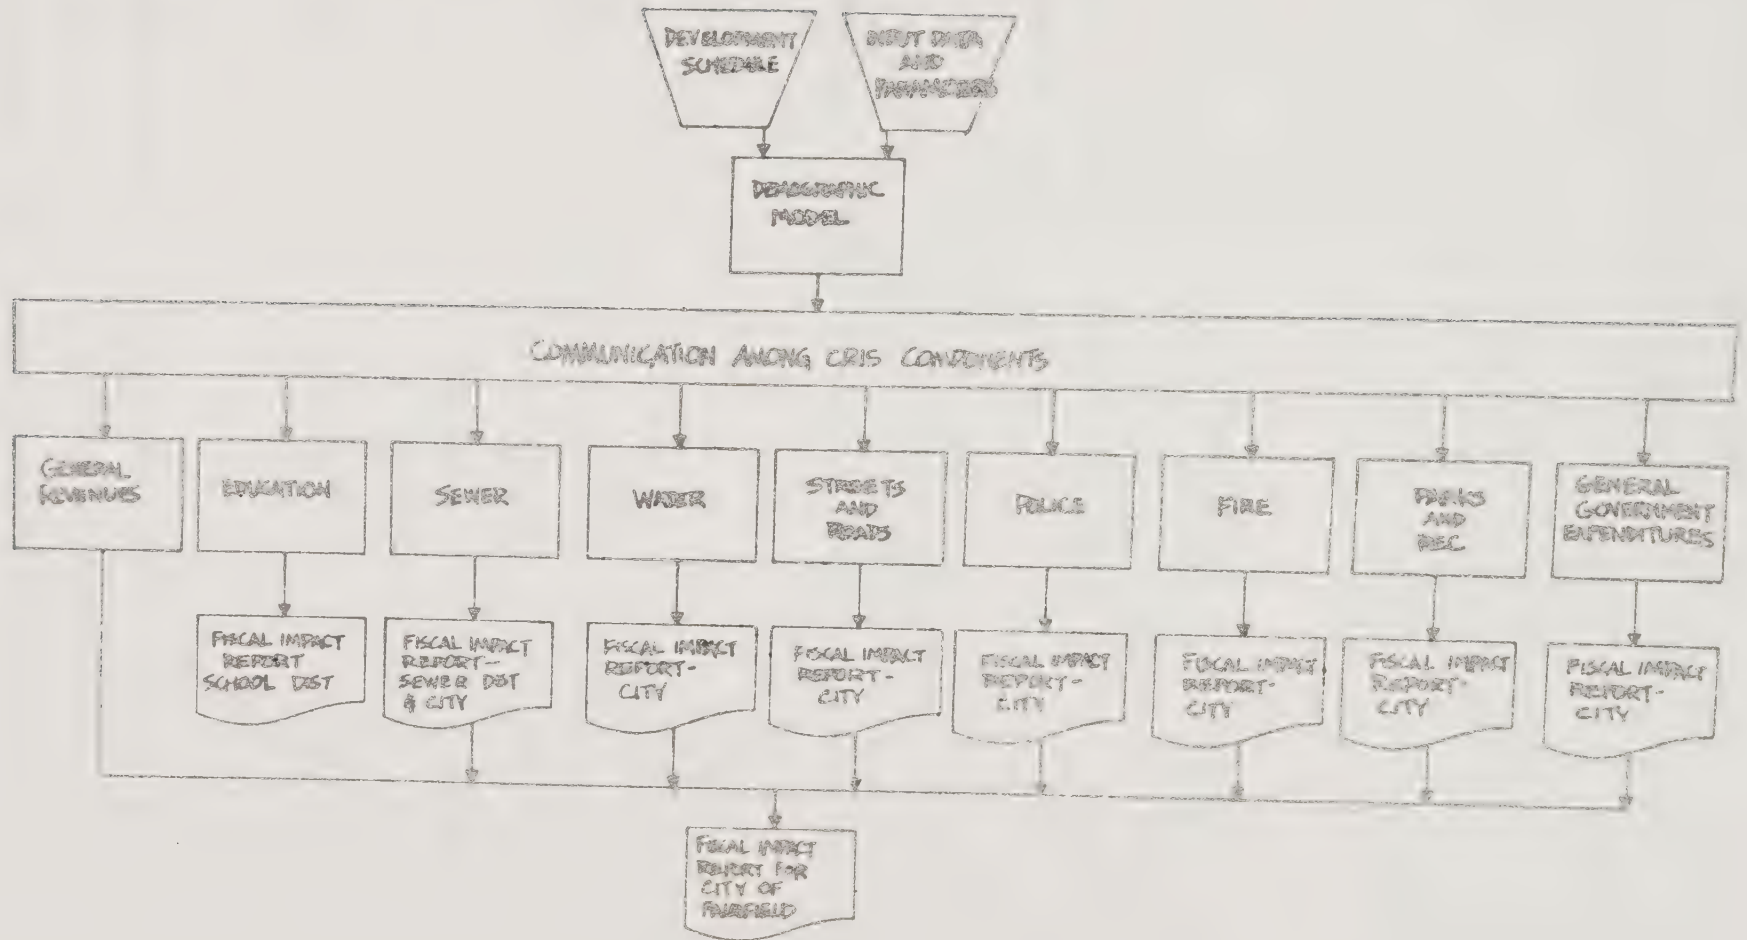 DEVELOPMENT
SCHEDULE
INPUT DATA
AND
PARAMETERS
DEMOGRAPHIC
MODEL
COMMUNICATION AMONG CRIS COMPONENTS
GENERAL
REVENUES
EDUCATION
SEWER
WATER
STREETS
AND
ROADS
POLICE
FIRE
PARKS
AND
REC.
GENERAL
GOVERNMENT
EXPENDITURES
FISCAL IMPACT
REPORT
SCHOOL DIST
FISCAL IMPACT
REPORT-
SEWER DIST
& CITY
FISCAL IMPACT
REPORT-
CITY
FISCAL IMPACT
REPORT-
CITY
FISCAL IMPACT
REPORT-
CITY
FISCAL IMPACT
REPORT-
CITY
FISCAL IMPACT
REPORT-
CITY
FISCAL IMPACT
REPORT-
CITY
FISCAL IMPACT
REPORT FOR
CITY OF
FAIRFIELD